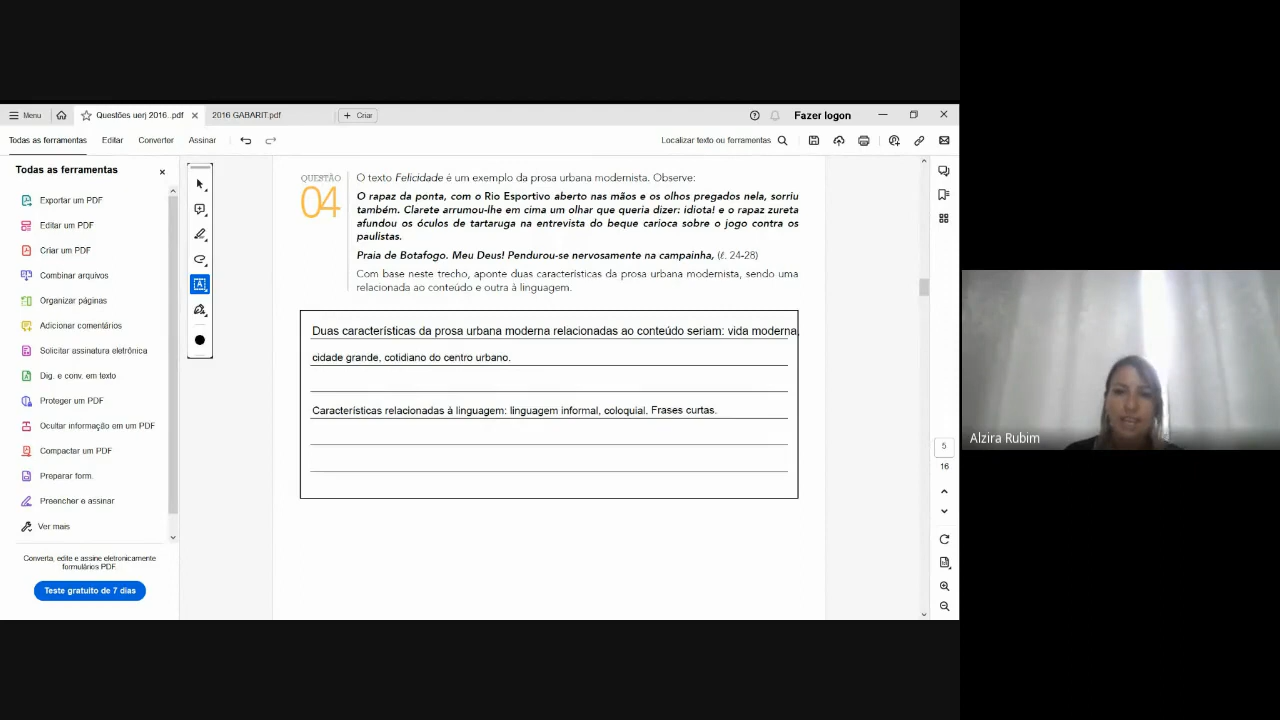 Menu
Questões uerj 2016..pdf
2016 GABARIT.pdf
Criar
Fazer logon
Todas as ferramentas
Editar
Converter
Assinar
Localizar texto ou ferramentas
Todas as ferramentas
Exportar um PDF
Editar um PDF
Criar um PDF
Combinar arquivos
Organizar páginas
Adicionar comentários
Solicitar assinatura eletrônica
Dig. e conv. em texto
Proteger um PDF
Ocultar informação em um PDF
Compactar um PDF
Preparar form.
Preencher e assinar
Ver mais
Converta, edite e assine eletronicamente
formulários PDF
Teste gratuito de 7 dias
QUESTÃO
04
O texto Felicidade é um exemplo da prosa urbana modernista. Observe:
O rapaz da ponta, com o Rio Esportivo aberto nas mãos e os olhos pregados nela, sorriu
também. Clarete arrumou-lhe em cima um olhar que queria dizer: idiota! e o rapaz zureta
afundou os óculos de tartaruga na entrevista do beque carioca sobre o jogo contra os
paulistas.
Praia de Botafogo. Meu Deus! Pendurou-se nervosamente na campainha, (ℓ. 24-28)
Com base neste trecho, aponte duas características da prosa urbana modernista, sendo uma
relacionada ao conteúdo e outra à linguagem.
Duas características da prosa urbana moderna relacionadas ao conteúdo seriam: vida moderna,
cidade grande, cotidiano do centro urbano.
Características relacionadas à linguagem: linguagem informal, coloquial. Frases curtas.
5
16
Alzira Rubim